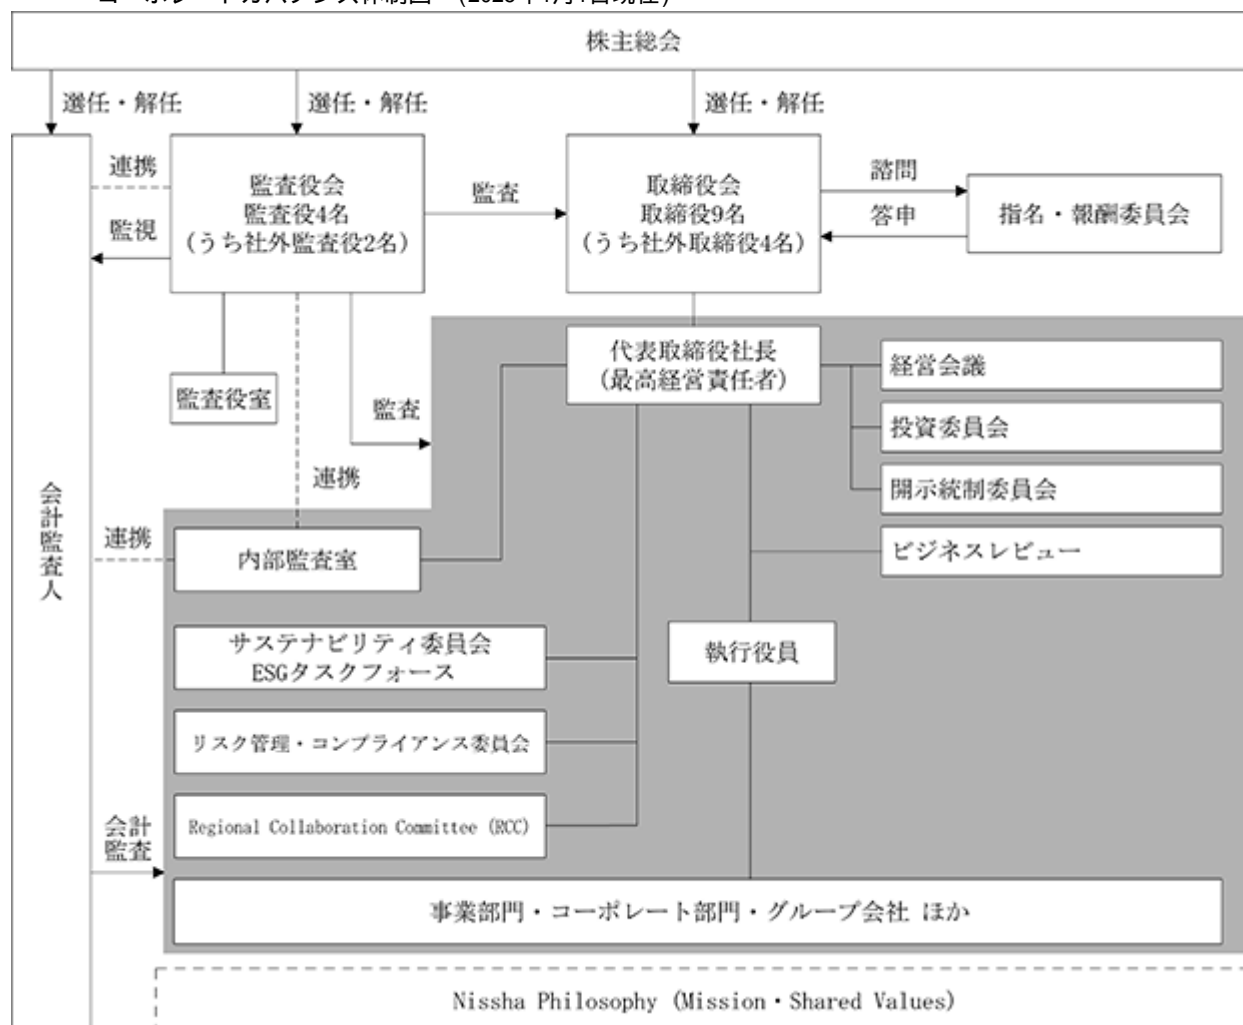 株主総会
選任・解任
選任・解任
選任・解任
連携
監視
監査役会
監査役4名
(うち社外監査役2名)
監査
取締役会
取締役9名
(うち社外取締役4名)
諮問
答申
指名・報酬委員会
代表取締役社長
(最高経営責任者)
経営会議
投資委員会
開示統制委員会
ビジネスレビュー
監査役室
監査
連携
会計監査人
連携
内部監査室
サステナビリティ委員会
ESGタスクフォース
執行役員
リスク管理・コンプライアンス委員会
Regional Collaboration Committee (RCC)
会計
監査
事業部門・コーポレート部門・グループ会社 ほか
Nissha Philosophy (Mission・Shared Values)